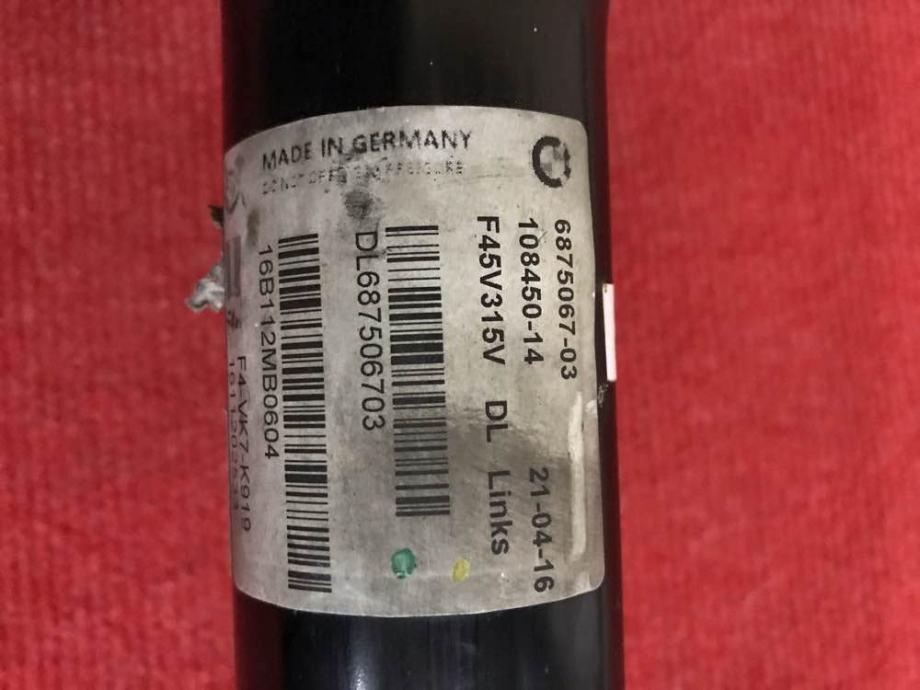 MADE IN GERMANY
6875067-03
108450-14 21-04-16
F45V315V DL Links
DL687506703
16B112MB0604
F4-VK7-K919